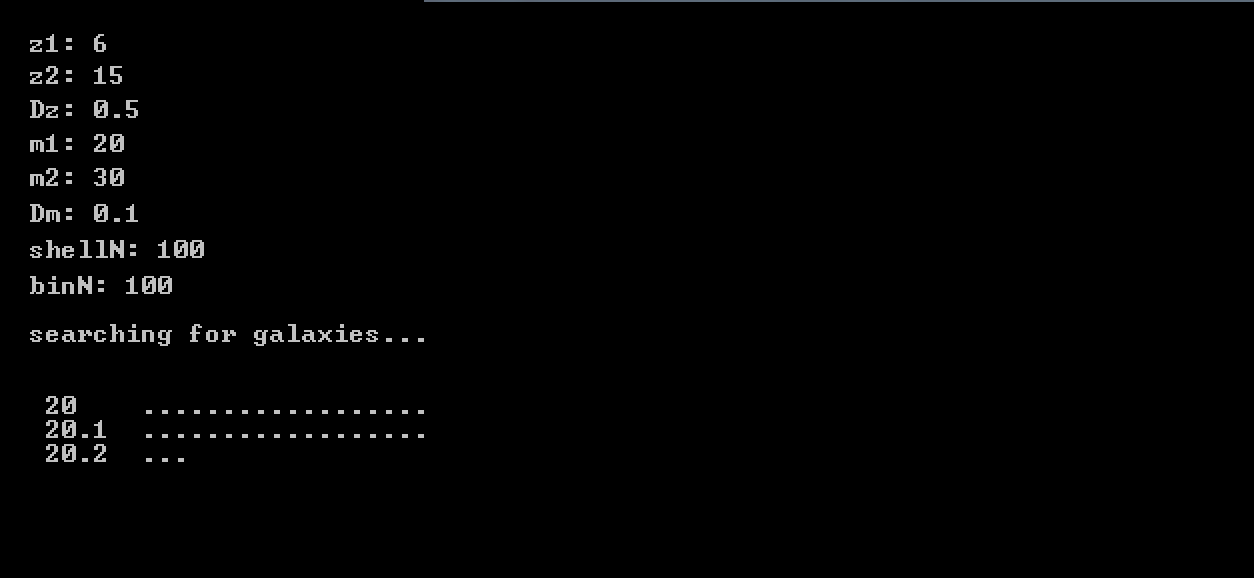 z1: 6
z2: 15
Dz: 0.5
m1: 20
m2: 30
Dm: 0.1
shellN: 100
binN: 100
searching for galaxies...
20 ..................
20.1 ..................
20.2 ...